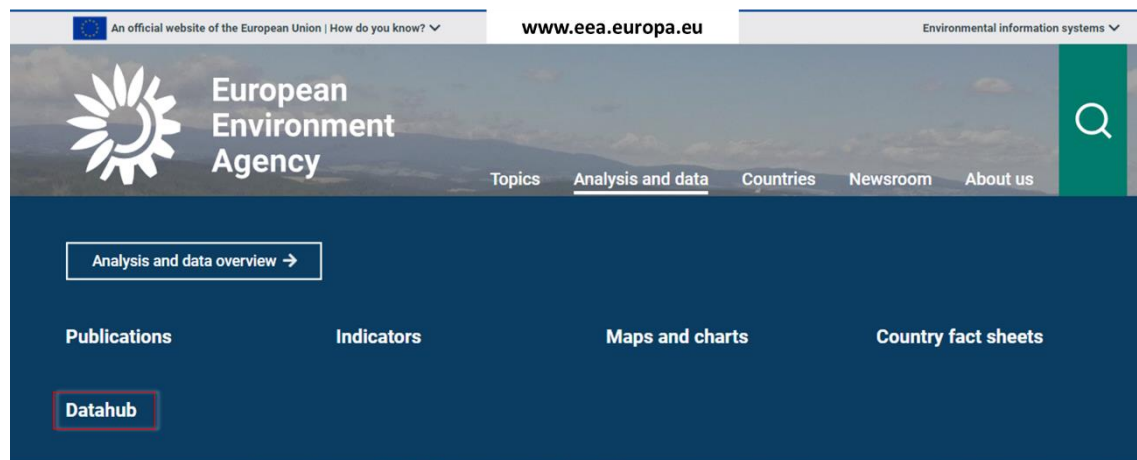 An official website of the European Union | How do you know?
www.eea.europa.eu
Environmental information systems
European
Environment
Agency
Topics Analysis and data Countries Newsroom About us
Analysis and data overview →
Publications Indicators Maps and charts Country fact sheets
Datahub